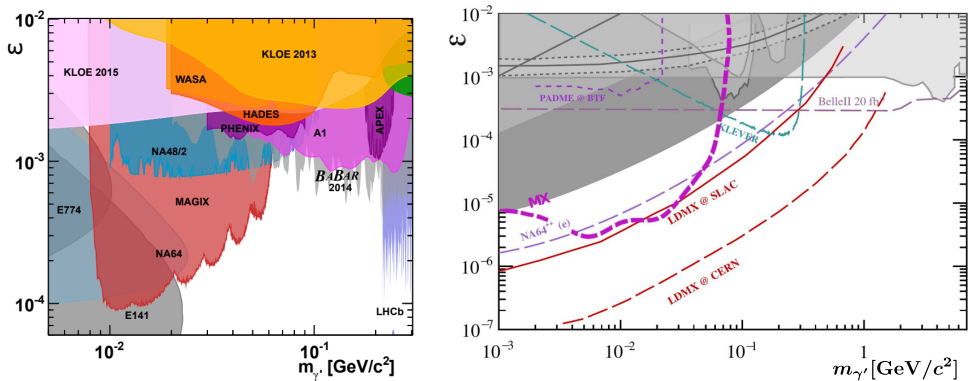 ε
10⁻²
10⁻³
10⁻⁴
KLOE 2013
KLOE 2015
WASA
HADES
PHENIX
A1
APEX
NA48/2
BABAR
2014
MAGIX
E774
NA64
E141
LHCb
10⁻²
10⁻¹
mγ' [GeV/c²]
ε
10⁻²
10⁻³
10⁻⁴
10⁻⁵
10⁻⁶
10⁻⁷
PADME @ BTF
BelleII 20 fb
KLEVER
MX
NA64⁺⁺ (e)
LDMX @ SLAC
LDMX @ CERN
10⁻³
10⁻²
10⁻¹
1
mγ′ [GeV/c²]